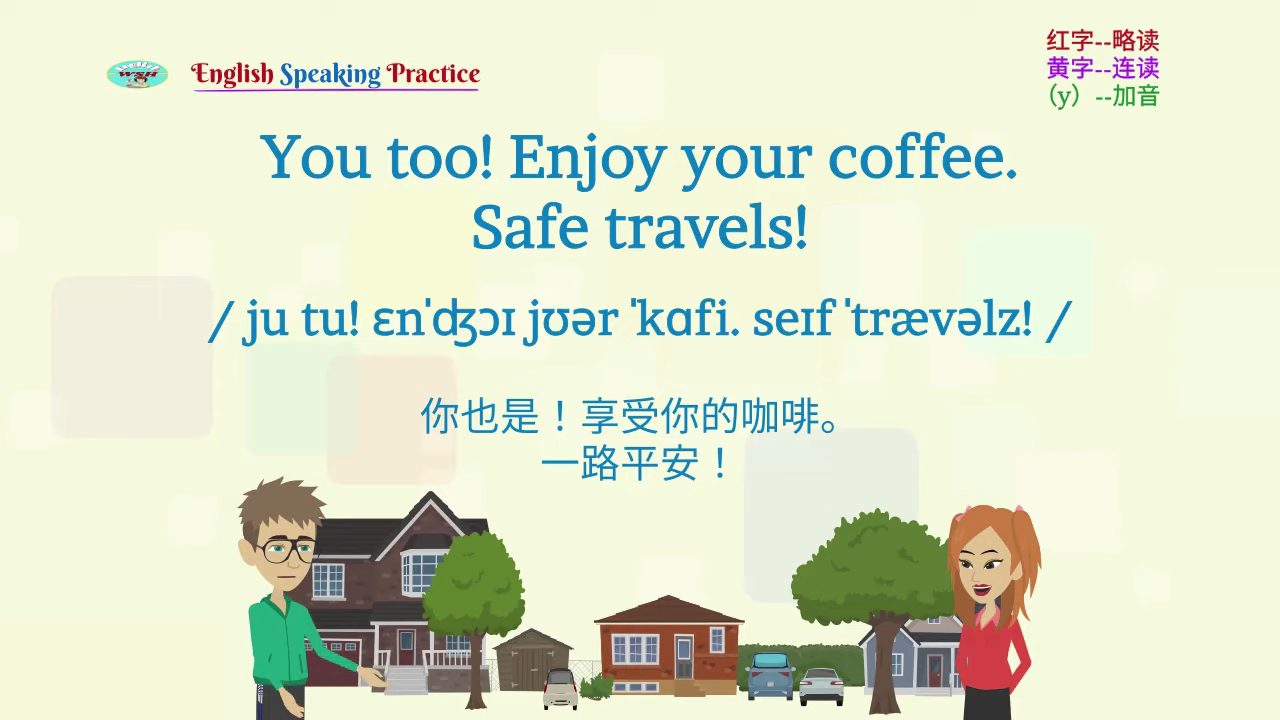 English Speaking Practice
红字--略读
黄字--连读
（y）--加音
You too! Enjoy your coffee.
Safe travels!
/ ju tu! ɛnˈʤɔɪ jʊər ˈkɑfi. seɪf ˈtrævəlz! /
你也是！享受你的咖啡。
一路平安！